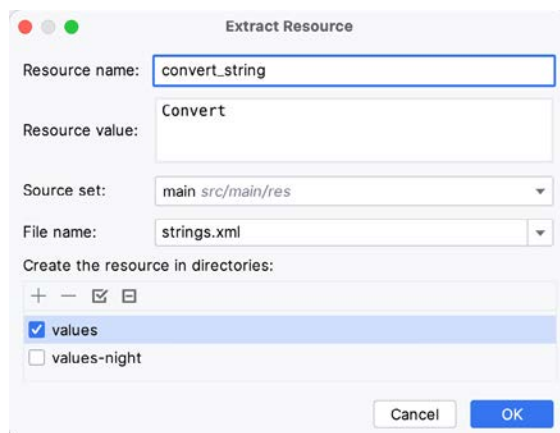 Extract Resource
Resource name: convert_string
Resource value: Convert
Source set: main src/main/res
File name: strings.xml
Create the resource in directories:
values
values-night
Cancel OK